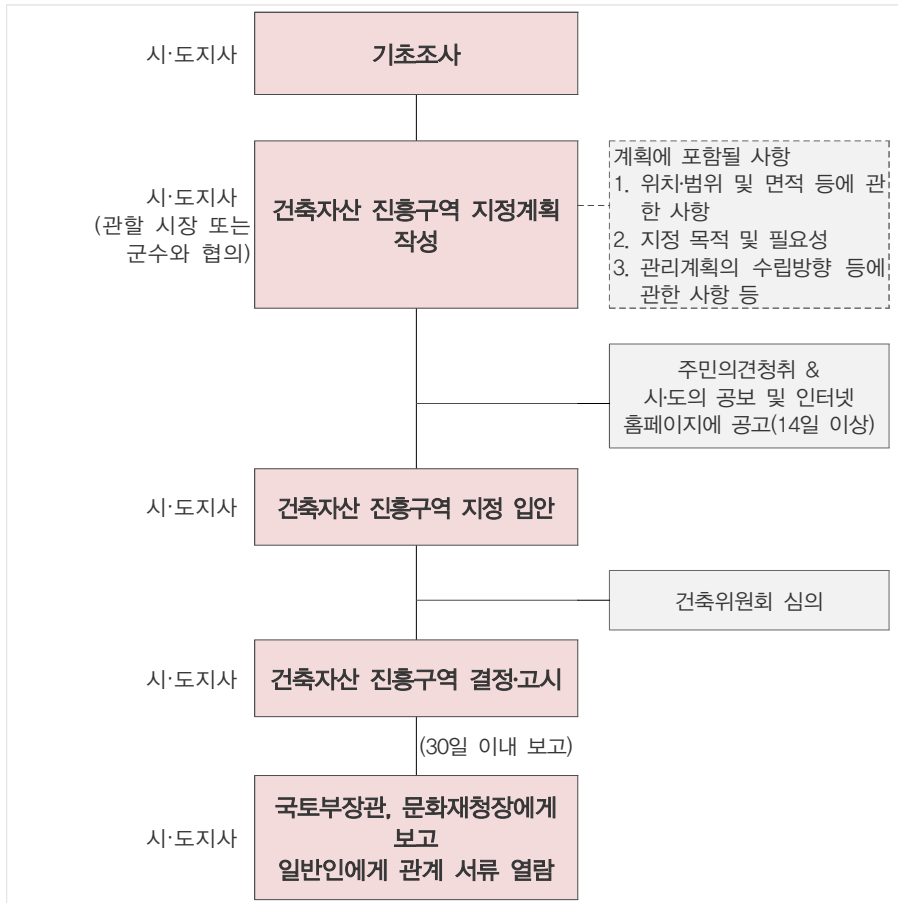 시·도지사
기초조사
시·도지사
(관할 시장 또는
군수와 협의)
건축자산 진흥구역 지정계획
작성
계획에 포함될 사항
1. 위치·범위 및 면적 등에 관
한 사항
2. 지정 목적 및 필요성
3. 관리계획의 수립방향 등에
관한 사항 등
주민의견청취 &
시·도의 공보 및 인터넷
홈페이지에 공고(14일 이상)
시·도지사
건축자산 진흥구역 지정 입안
건축위원회 심의
시·도지사
건축자산 진흥구역 결정·고시
(30일 이내 보고)
시·도지사
국토부장관, 문화재청장에게
보고
일반인에게 관계 서류 열람